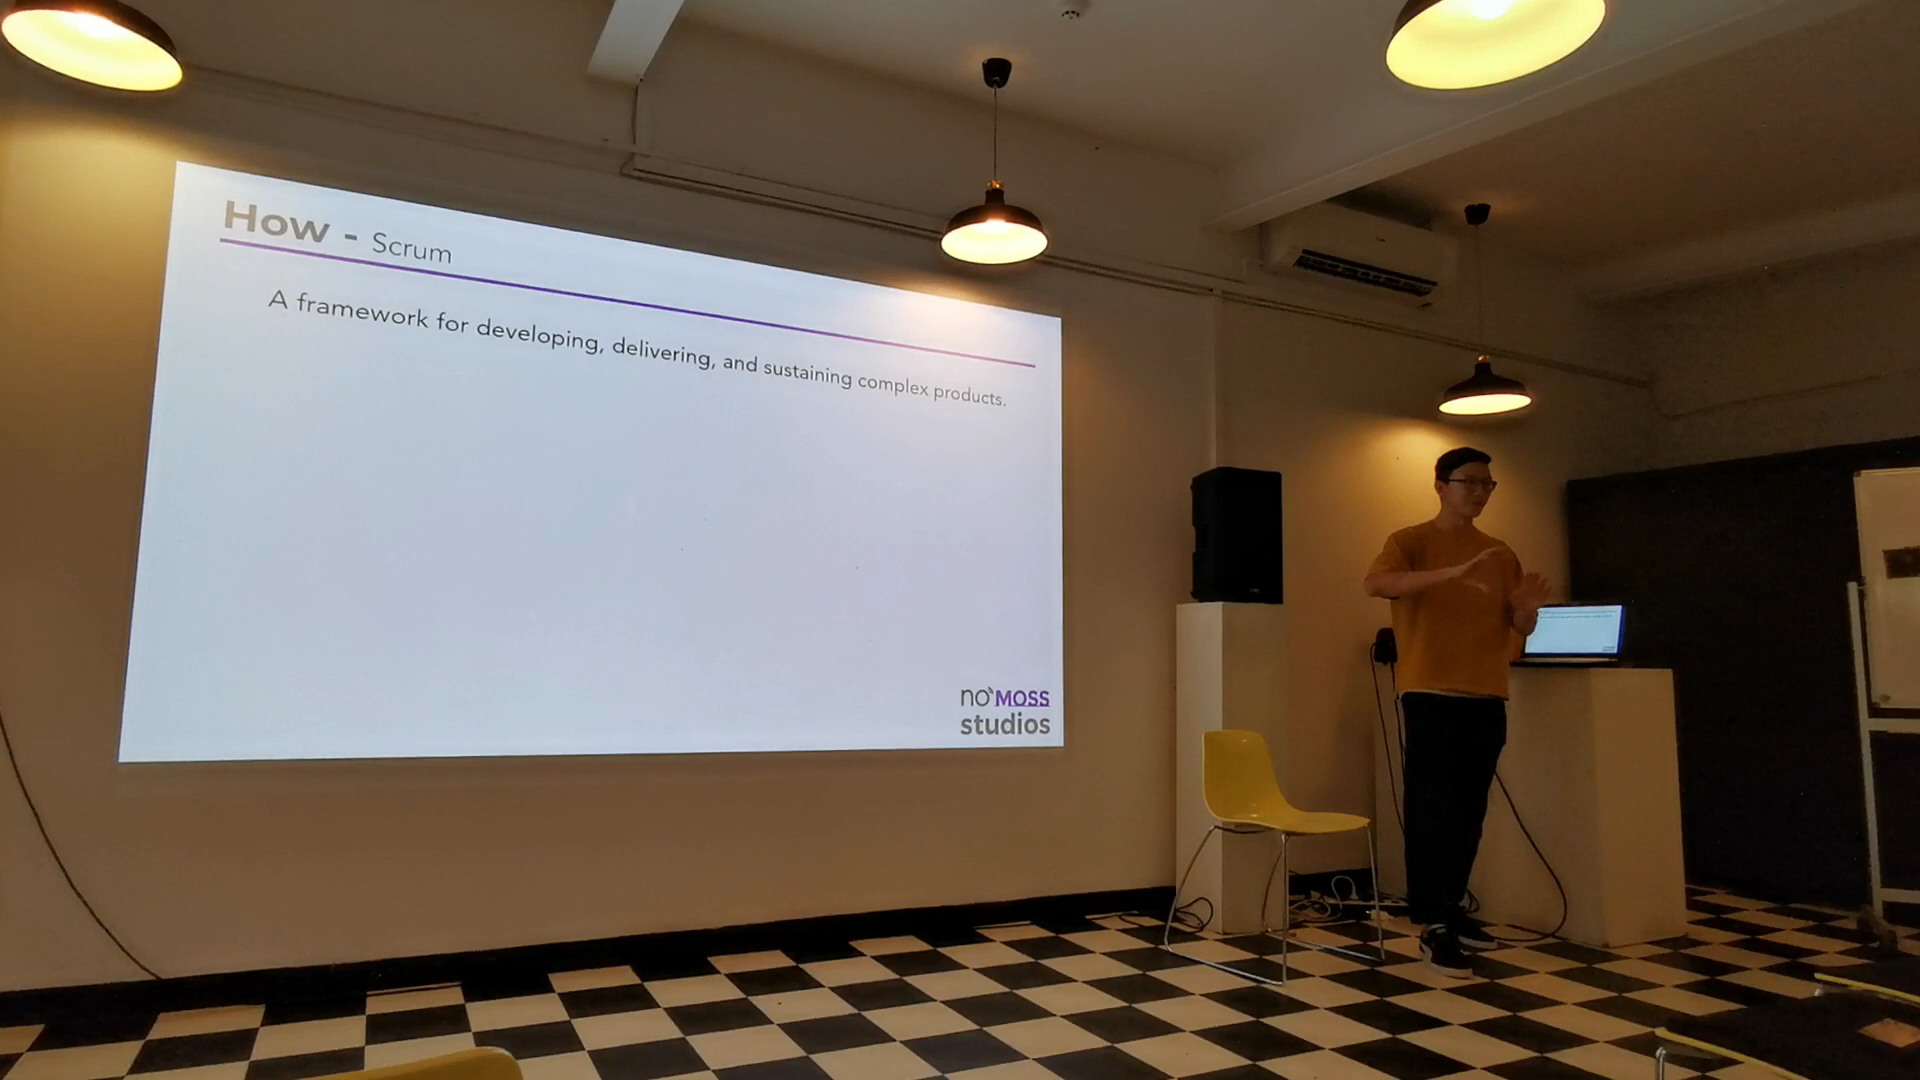 How - Scrum
A framework for developing, delivering, and sustaining complex products.
no MOSS
studios